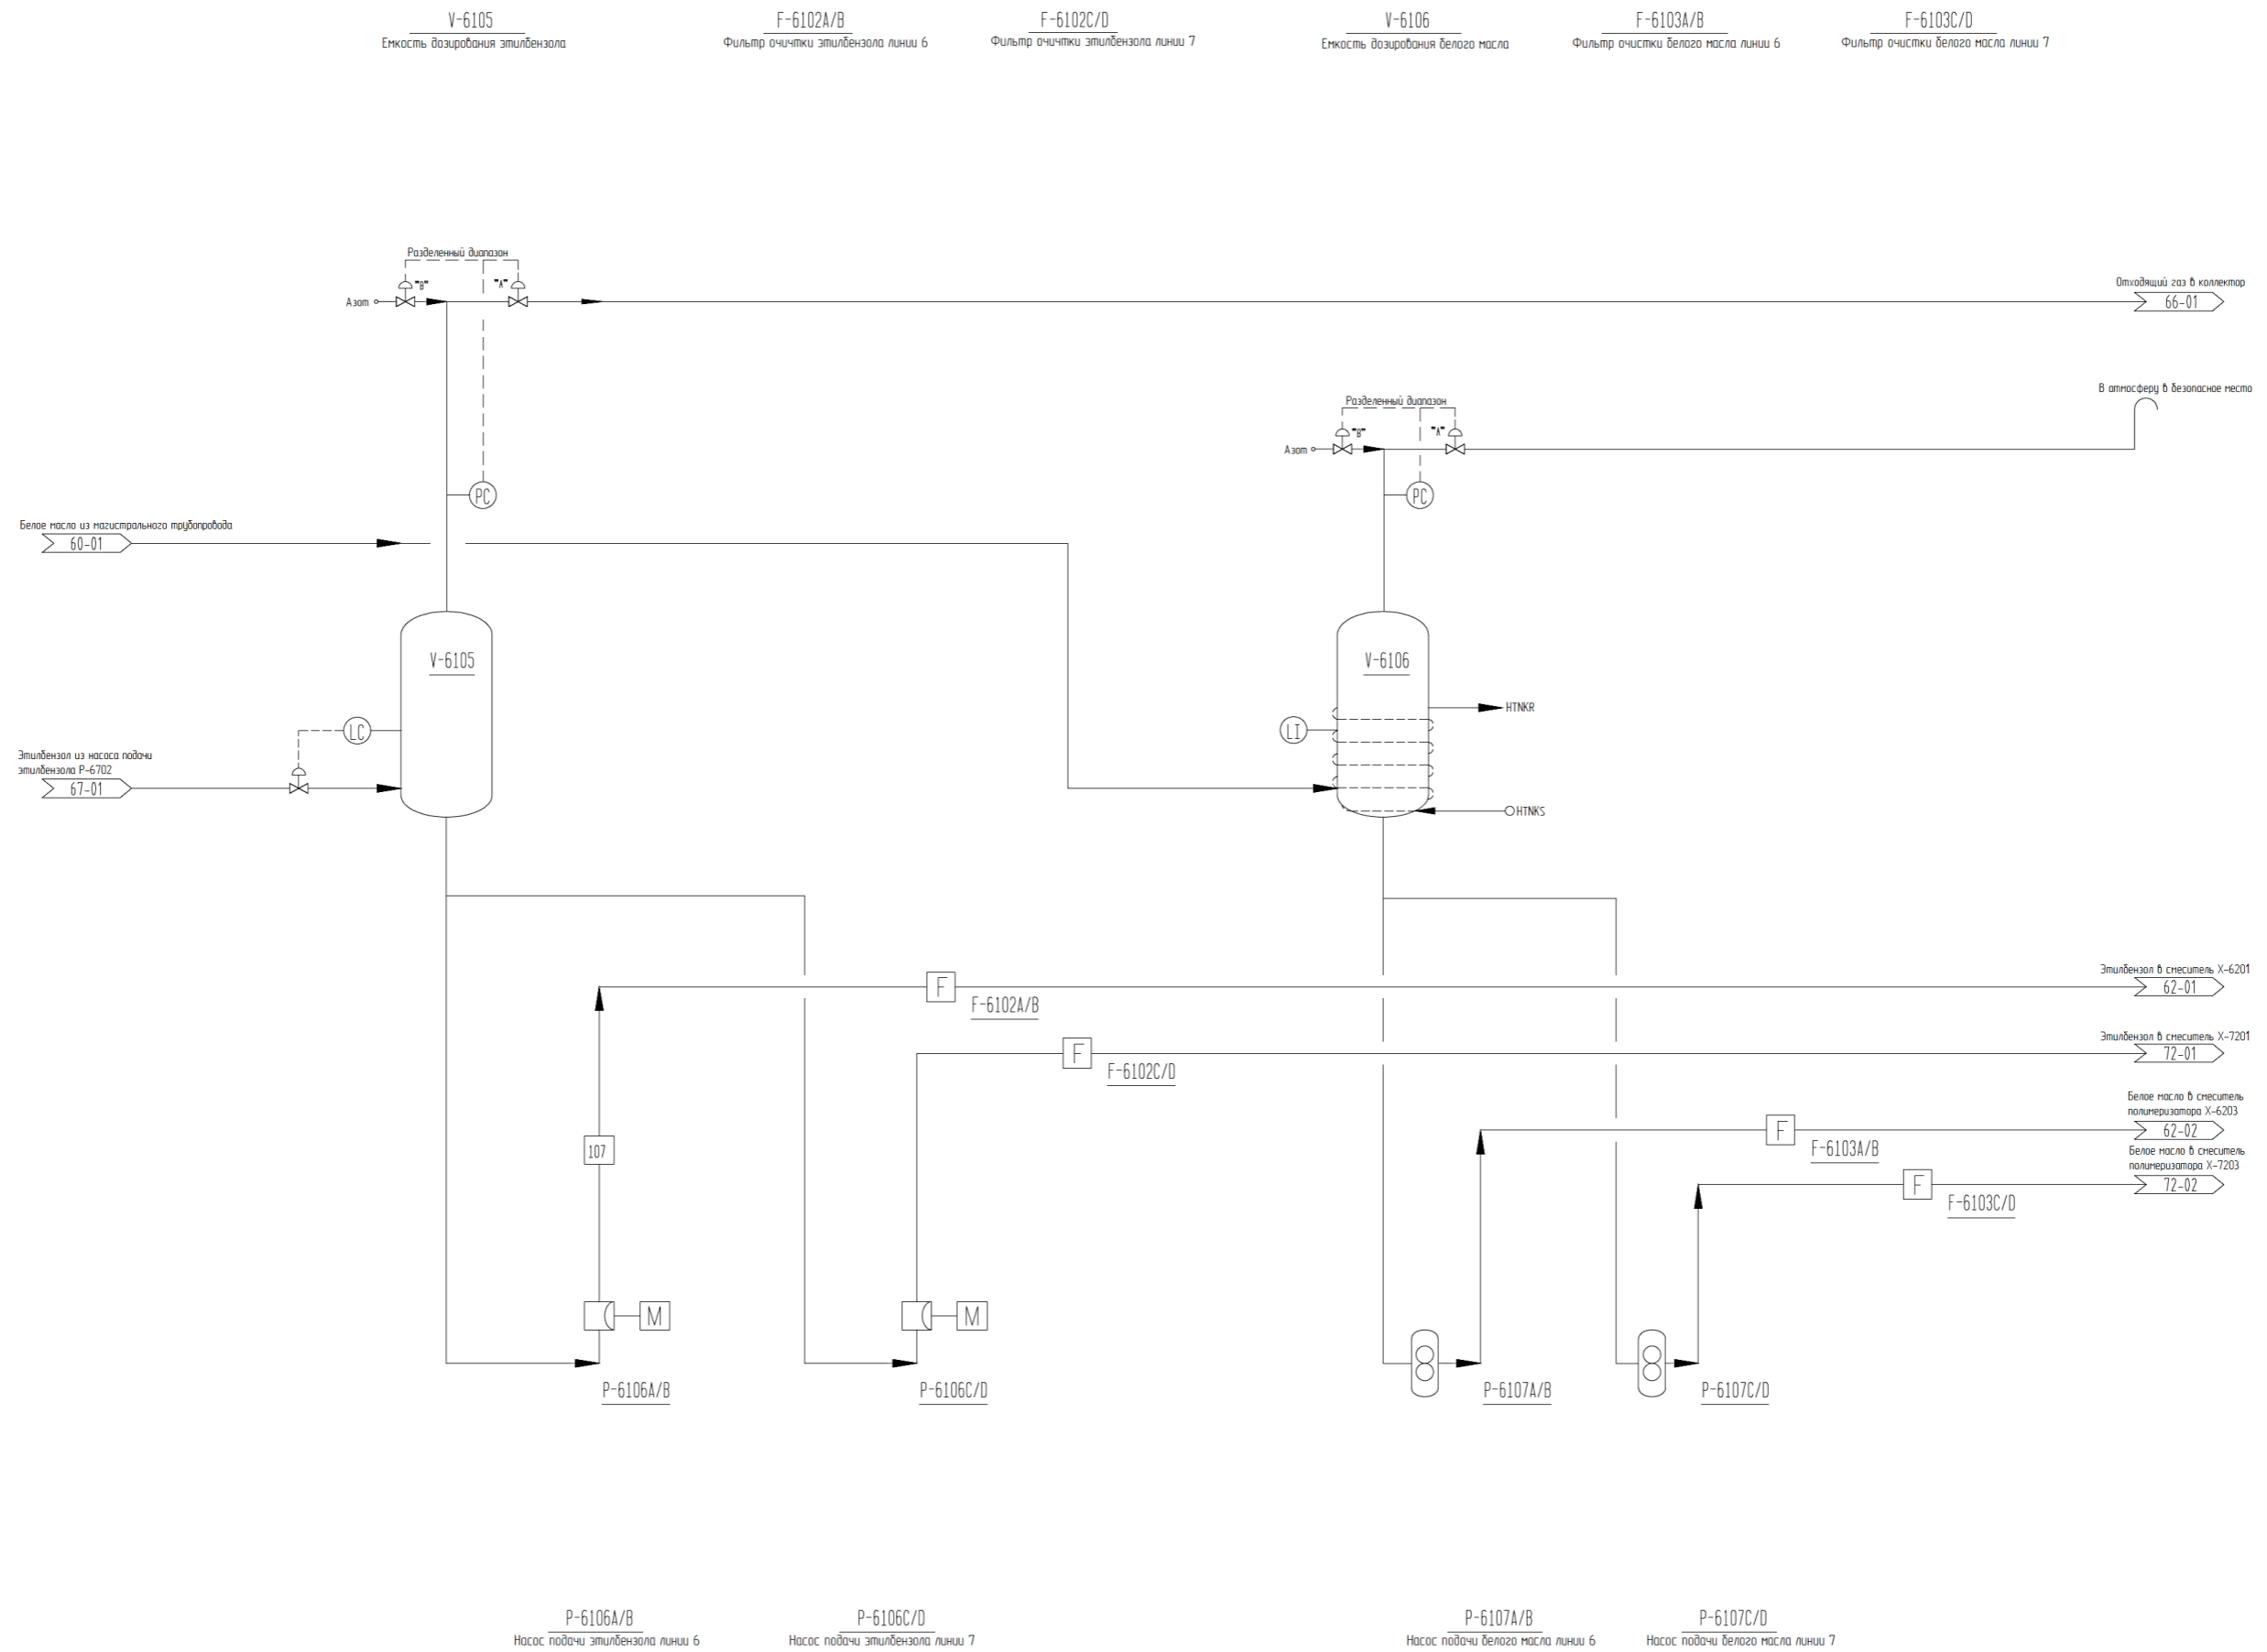 V-6105
Емкость дозирования этилбензола
F-6102A/B
Фильтр очичтки этилбензола линии 6
F-6102C/D
Фильтр очичтки этилбензола линии 7
V-6106
Емкость дозирования белого масла
F-6103A/B
Фильтр очистки белого масла линии 6
F-6103C/D
Фильтр очистки белого масла линии 7
Разделенный диапазон
"B"
"A"
Азот
Отходящий газ в коллектор
66-01
В атмосферу в безопасное место
Разделенный диапазон
"B"
"A"
Азот
PC
PC
Белое масло из магистрального трубопровода
60-01
V-6105
V-6106
HTNKR
LC
LI
Этилбензол из насоса подачи
этилбензола P-6702
67-01
HTNKS
Этилбензол в смеситель X-6201
F
62-01
F-6102A/B
Этилбензол в смеситель X-7201
F
72-01
F-6102C/D
Белое масло в смеситель
полимеризатора X-6203
F
62-02
107
F-6103A/B
Белое масло в смеситель
полимеризатора X-7203
F
72-02
F-6103C/D
M
M
P-6106A/B
P-6106C/D
P-6107A/B
P-6107C/D
P-6106A/B
Насос подачи этилбензола линии 6
P-6106C/D
Насос подачи этилбензола линии 7
P-6107A/B
Насос подачи белого масла линии 6
P-6107C/D
Насос подачи белого масла линии 7